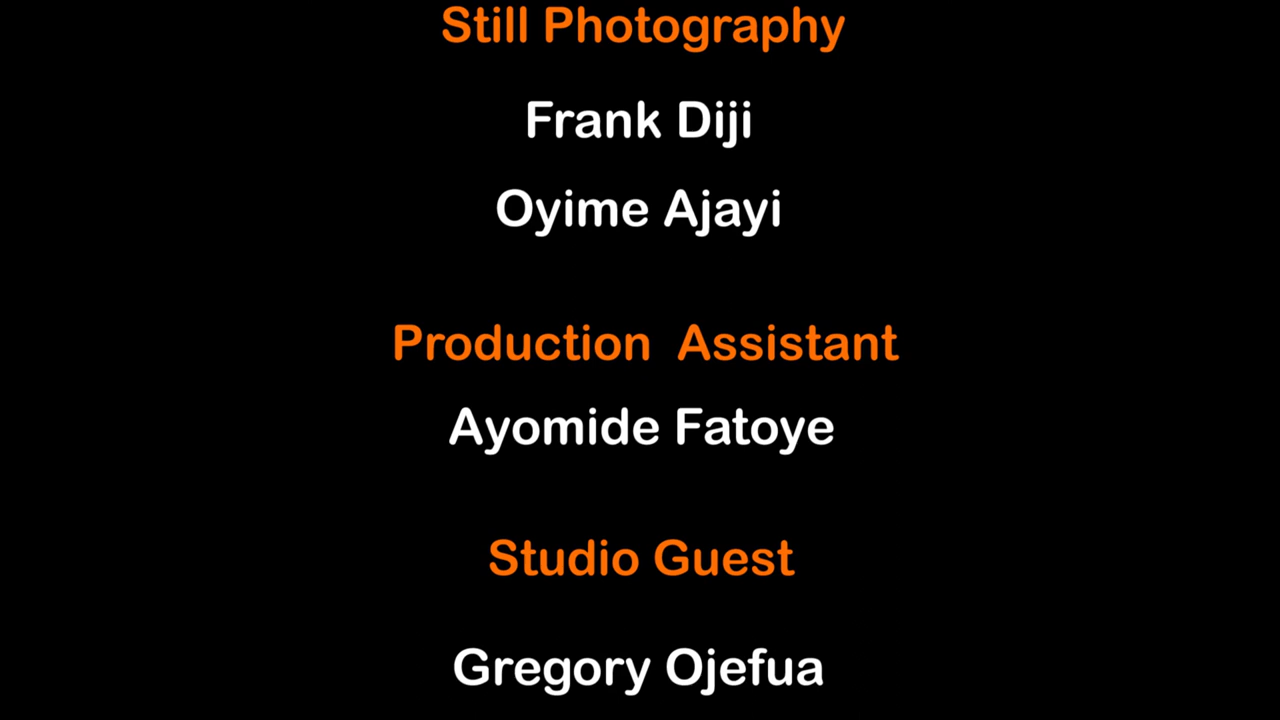 Still Photography
Frank Diji
Oyime Ajayi
Production  Assistant
Ayomide Fatoye
Studio Guest
Gregory Ojefua